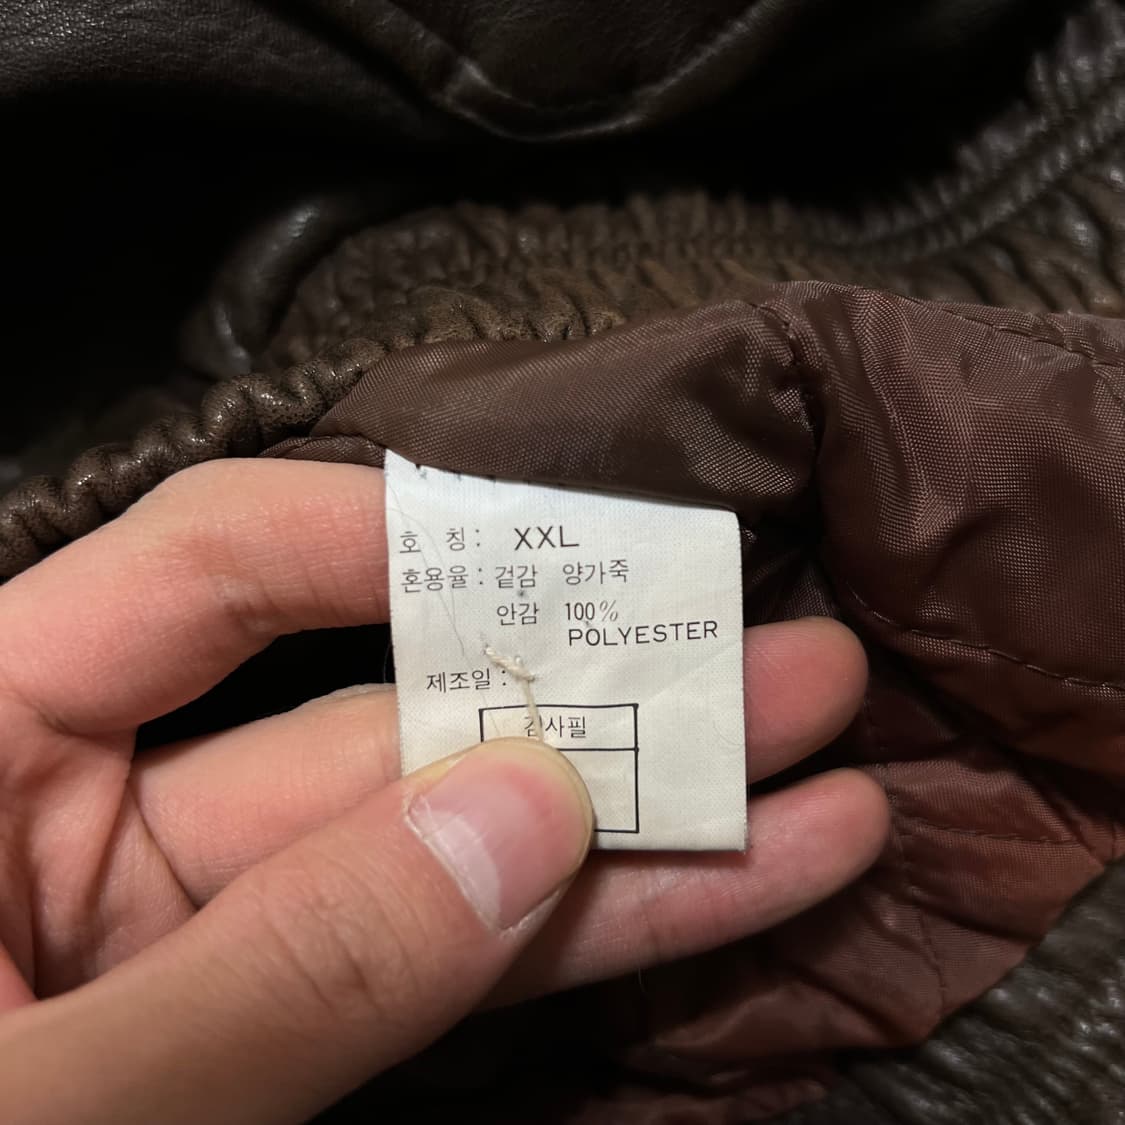 호 칭 : XXL
혼용율 : 겉감 양가죽
안감 100%
POLYESTER
제조일 :
검사필